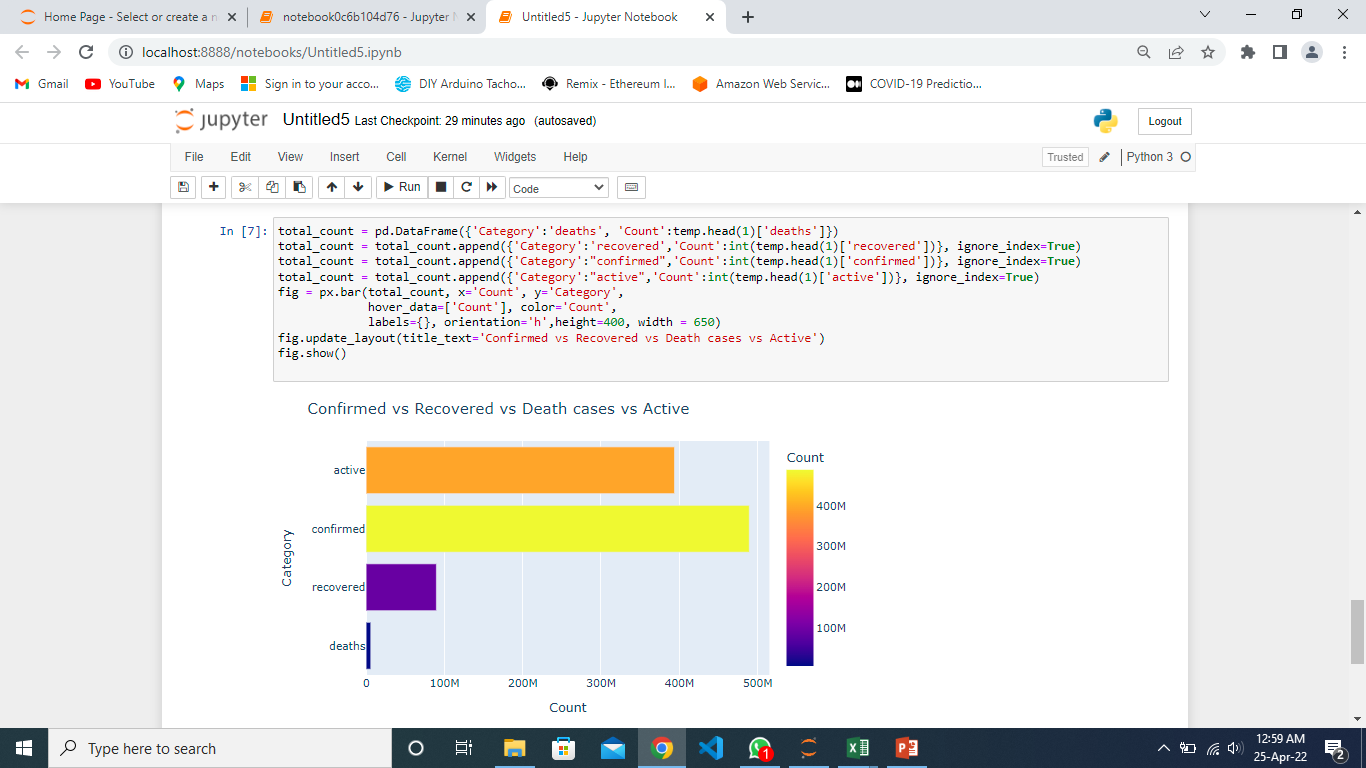 Home Page - Select or create a n
notebook0c6b104d76 - Jupyter N
Untitled5 - Jupyter Notebook
localhost:8888/notebooks/Untitled5.ipynb
Gmail
YouTube
Maps
Sign in to your acco...
DIY Arduino Tacho...
Remix - Ethereum I...
Amazon Web Servic...
COVID-19 Predictio...
jupyter Untitled5 Last Checkpoint: 29 minutes ago (autosaved)
Logout
File Edit View Insert Cell Kernel Widgets Help
Trusted
Python 3
Run
Code
In [7]:
total_count = pd.DataFrame({'Category':'deaths', 'Count':temp.head(1)['deaths']})
total_count = total_count.append({'Category':'recovered','Count':int(temp.head(1)['recovered'])}, ignore_index=True)
total_count = total_count.append({'Category':"confirmed",'Count':int(temp.head(1)['confirmed'])}, ignore_index=True)
total_count = total_count.append({'Category':"active",'Count':int(temp.head(1)['active'])}, ignore_index=True)
fig = px.bar(total_count, x='Count', y='Category',
hover_data=['Count'], color='Count',
labels={}, orientation='h',height=400, width = 650)
fig.update_layout(title_text='Confirmed vs Recovered vs Death cases vs Active')
fig.show()
Confirmed vs Recovered vs Death cases vs Active
Category
active
confirmed
recovered
deaths
0 100M 200M 300M 400M 500M
Count
Count
400M
300M
200M
100M
Type here to search
1
12:59 AM
25-Apr-22
2